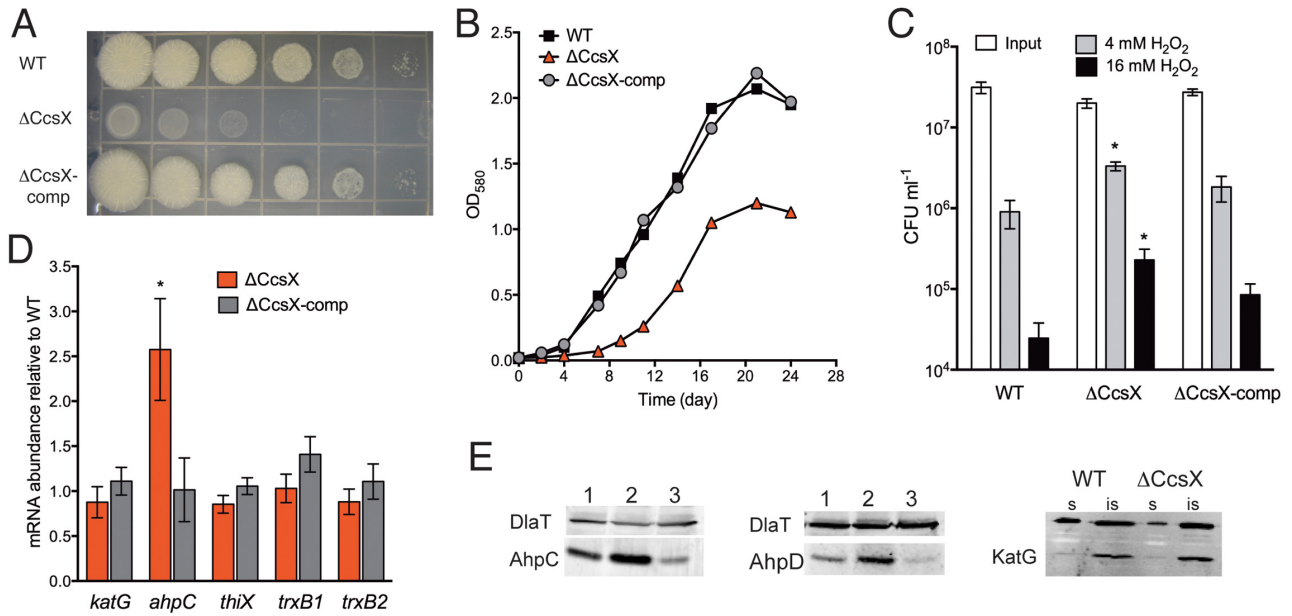 A
WT
ΔCcsX
ΔCcsX-
comp
B
OD580
2.5
2.0
1.5
1.0
0.5
0.0
0 4 8 12 16 20 24 28
Time (day)
WT
ΔCcsX
ΔCcsX-comp
C
Input
4 mM H2O2
16 mM H2O2
CFU ml-1
10^8
10^7
10^6
10^5
10^4
*
*
WT ΔCcsX ΔCcsX-comp
D
mRNA abundance relative to WT
3.5
3.0
2.5
2.0
1.5
1.0
0.5
0.0
ΔCcsX
ΔCcsX-comp
*
katG ahpC thiX trxB1 trxB2
E
1 2 3
DlaT
AhpC
1 2 3
DlaT
AhpD
WT ΔCcsX
s is s is
KatG